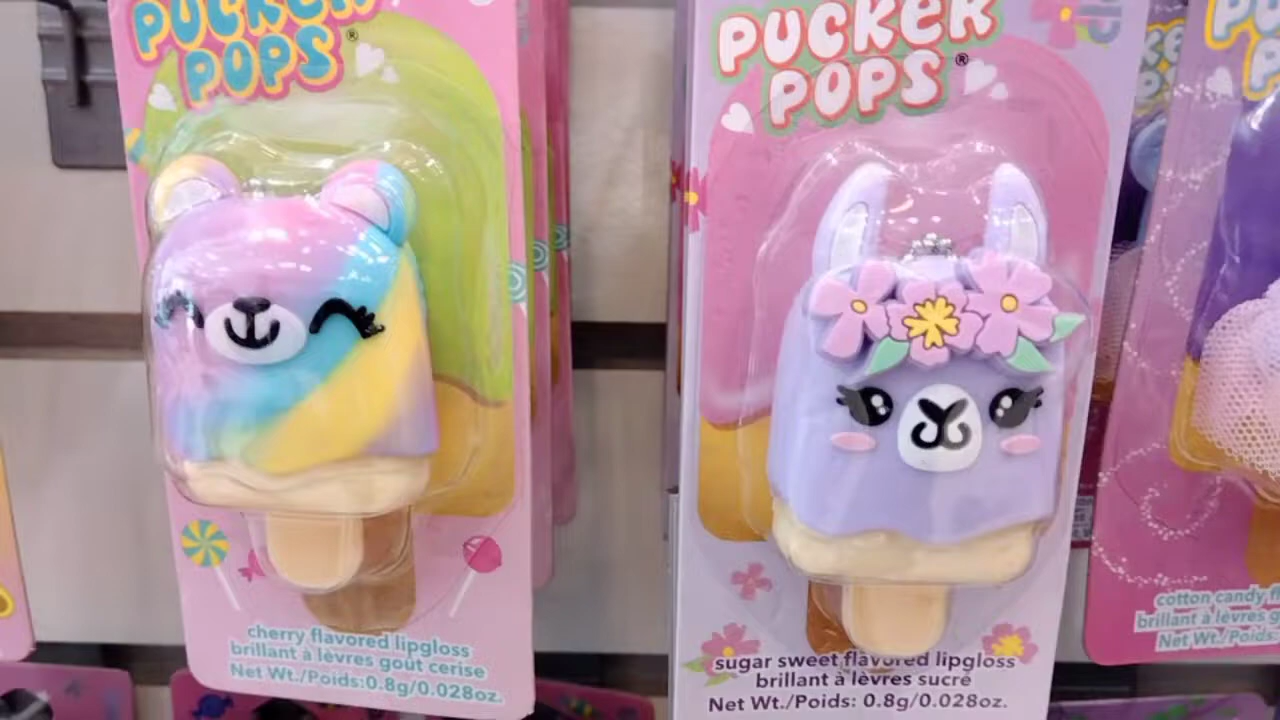 PUCKER
POPS®
cherry flavored lipgloss
brillant à lèvres goût cerise
Net Wt./Poids:0.8g/0.028oz.
PUCKER
POPS®
sugar sweet flavored lipgloss
brillant à lèvres sucré
Net Wt./Poids: 0.8g/0.028oz.
cotton candy
brillant à lèvres
Net Wt./Poids: